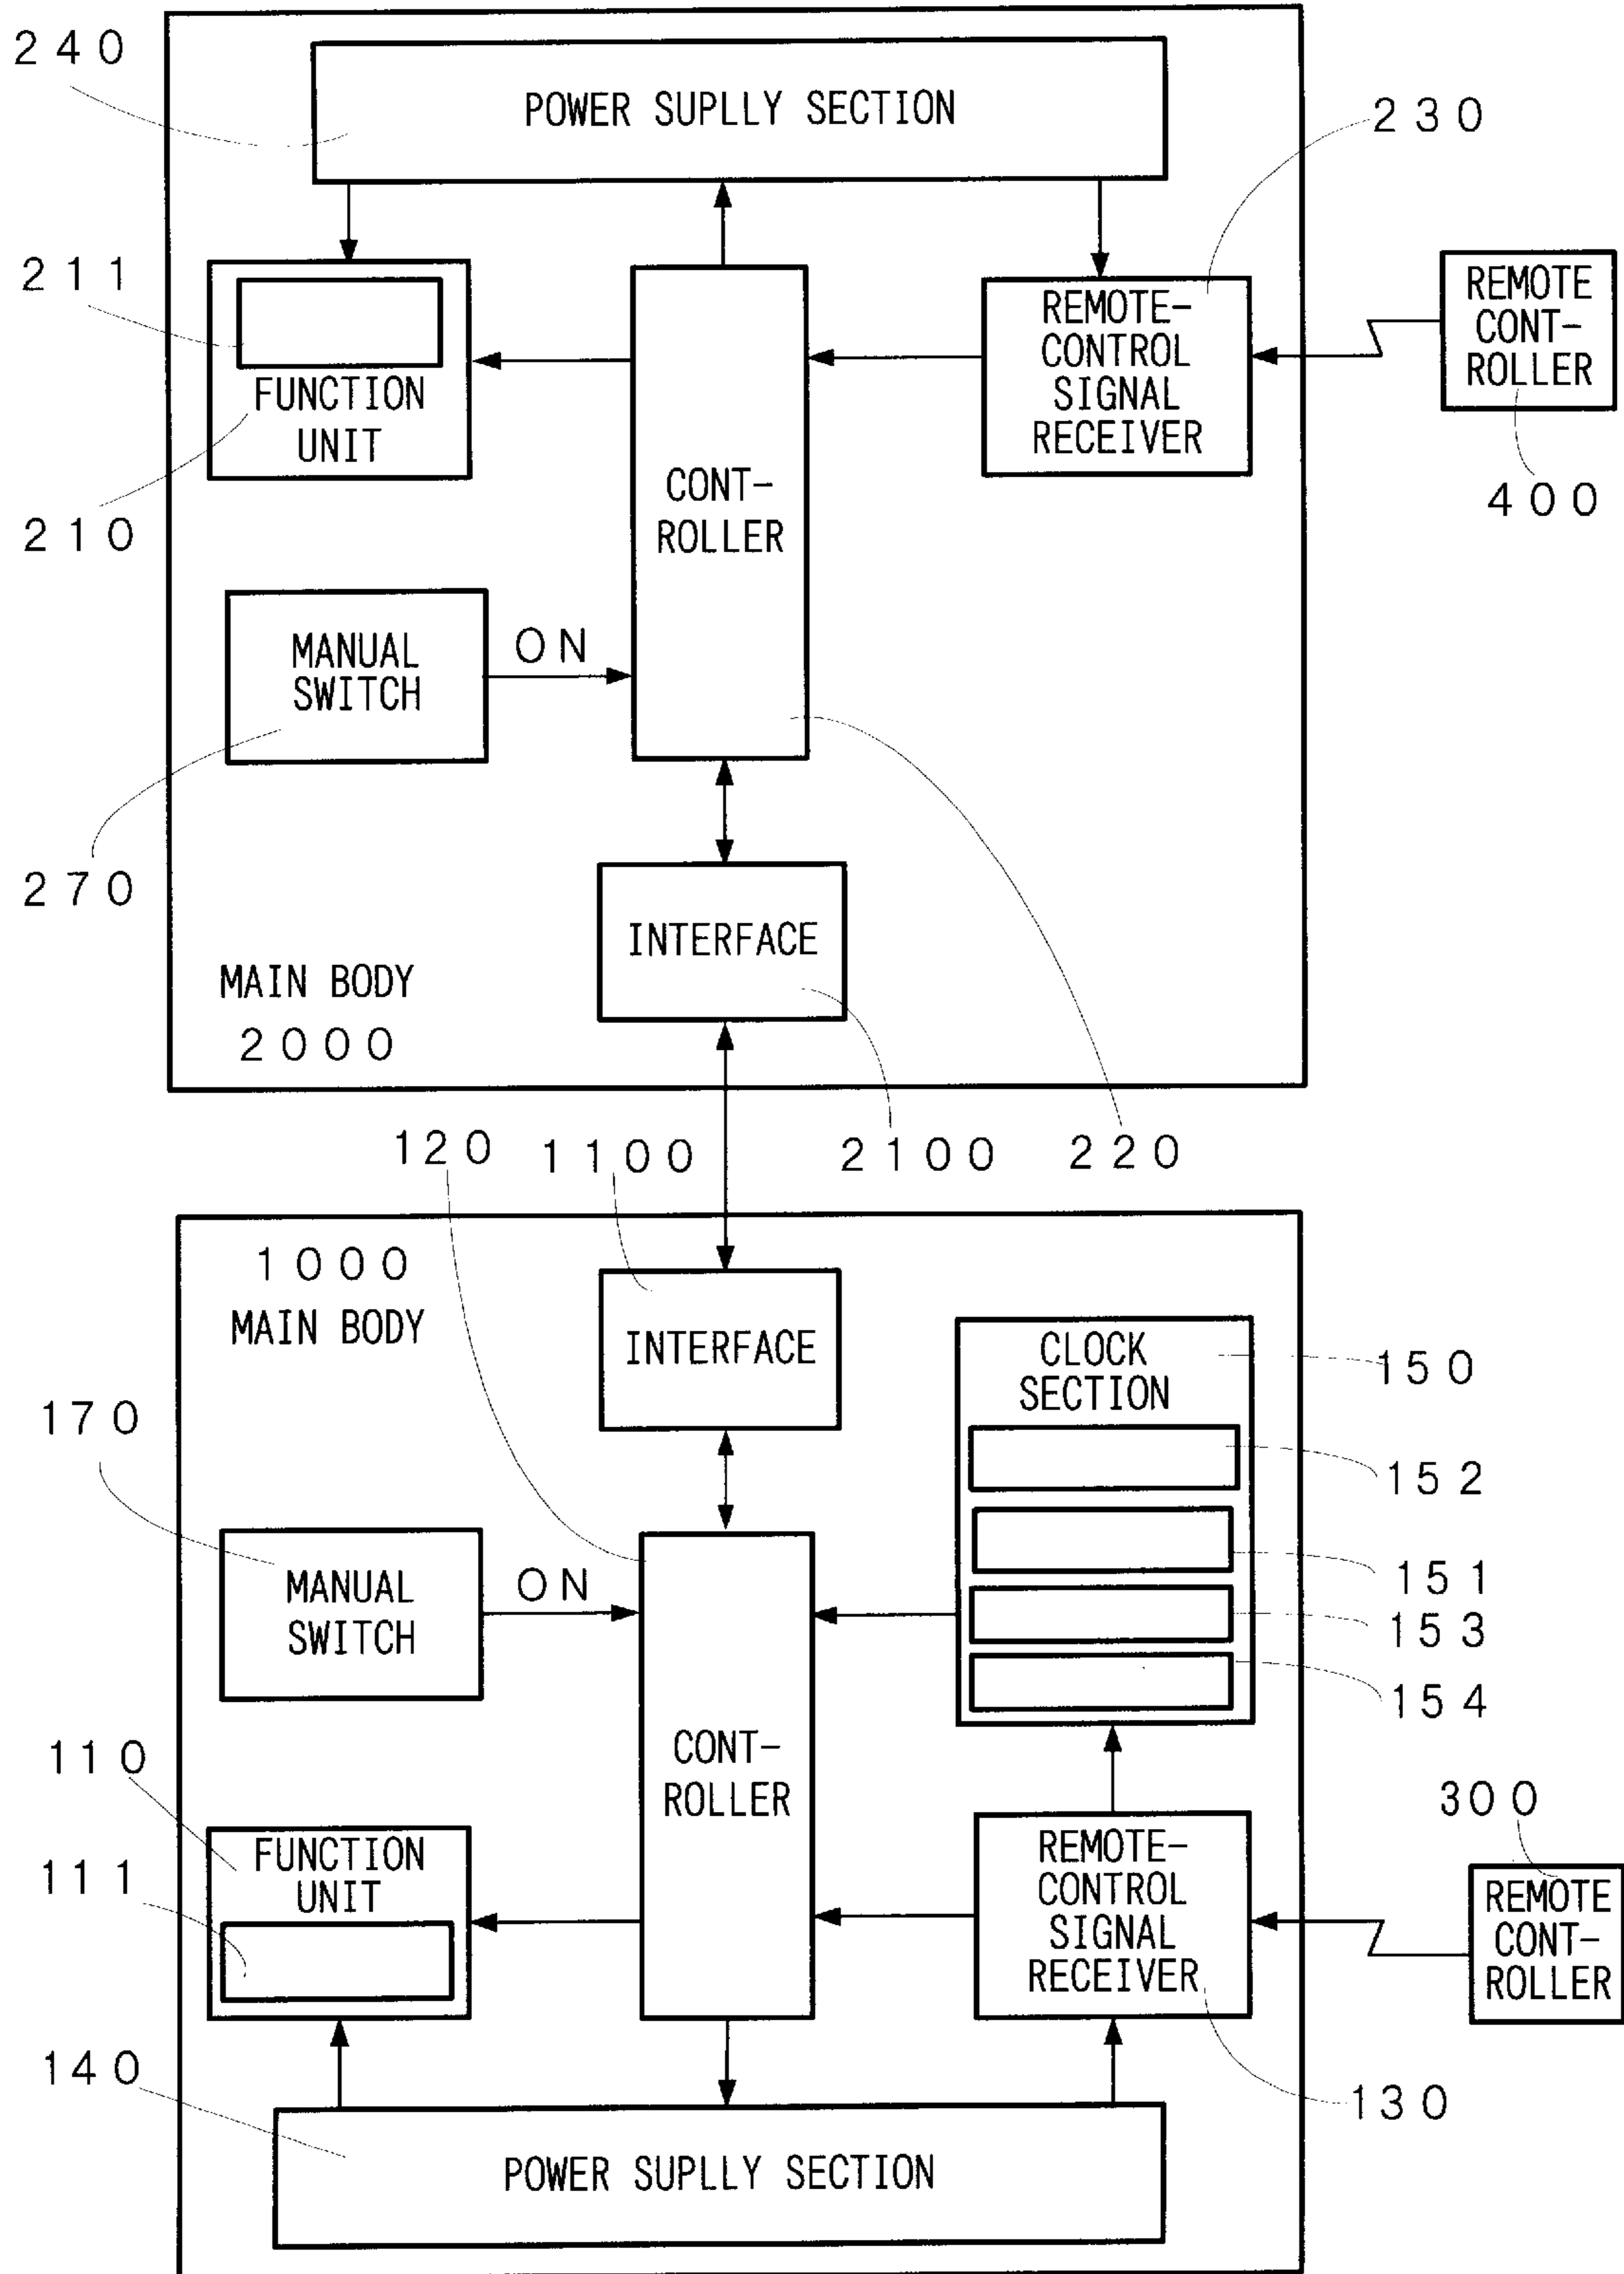 240
POWER SUPLLY SECTION
230
211
FUNCTION
UNIT
210
REMOTE-
CONTROL
SIGNAL
RECEIVER
REMOTE
CONT-
ROLLER
400
CONT-
ROLLER
MANUAL
SWITCH
ON
270
INTERFACE
MAIN BODY
2000
120
1100
2100
220
1000
MAIN BODY
INTERFACE
CLOCK
SECTION
150
152
151
153
154
170
MANUAL
SWITCH
ON
CONT-
ROLLER
110
FUNCTION
UNIT
111
REMOTE-
CONTROL
SIGNAL
RECEIVER
300
REMOTE
CONT-
ROLLER
130
140
POWER SUPLLY SECTION